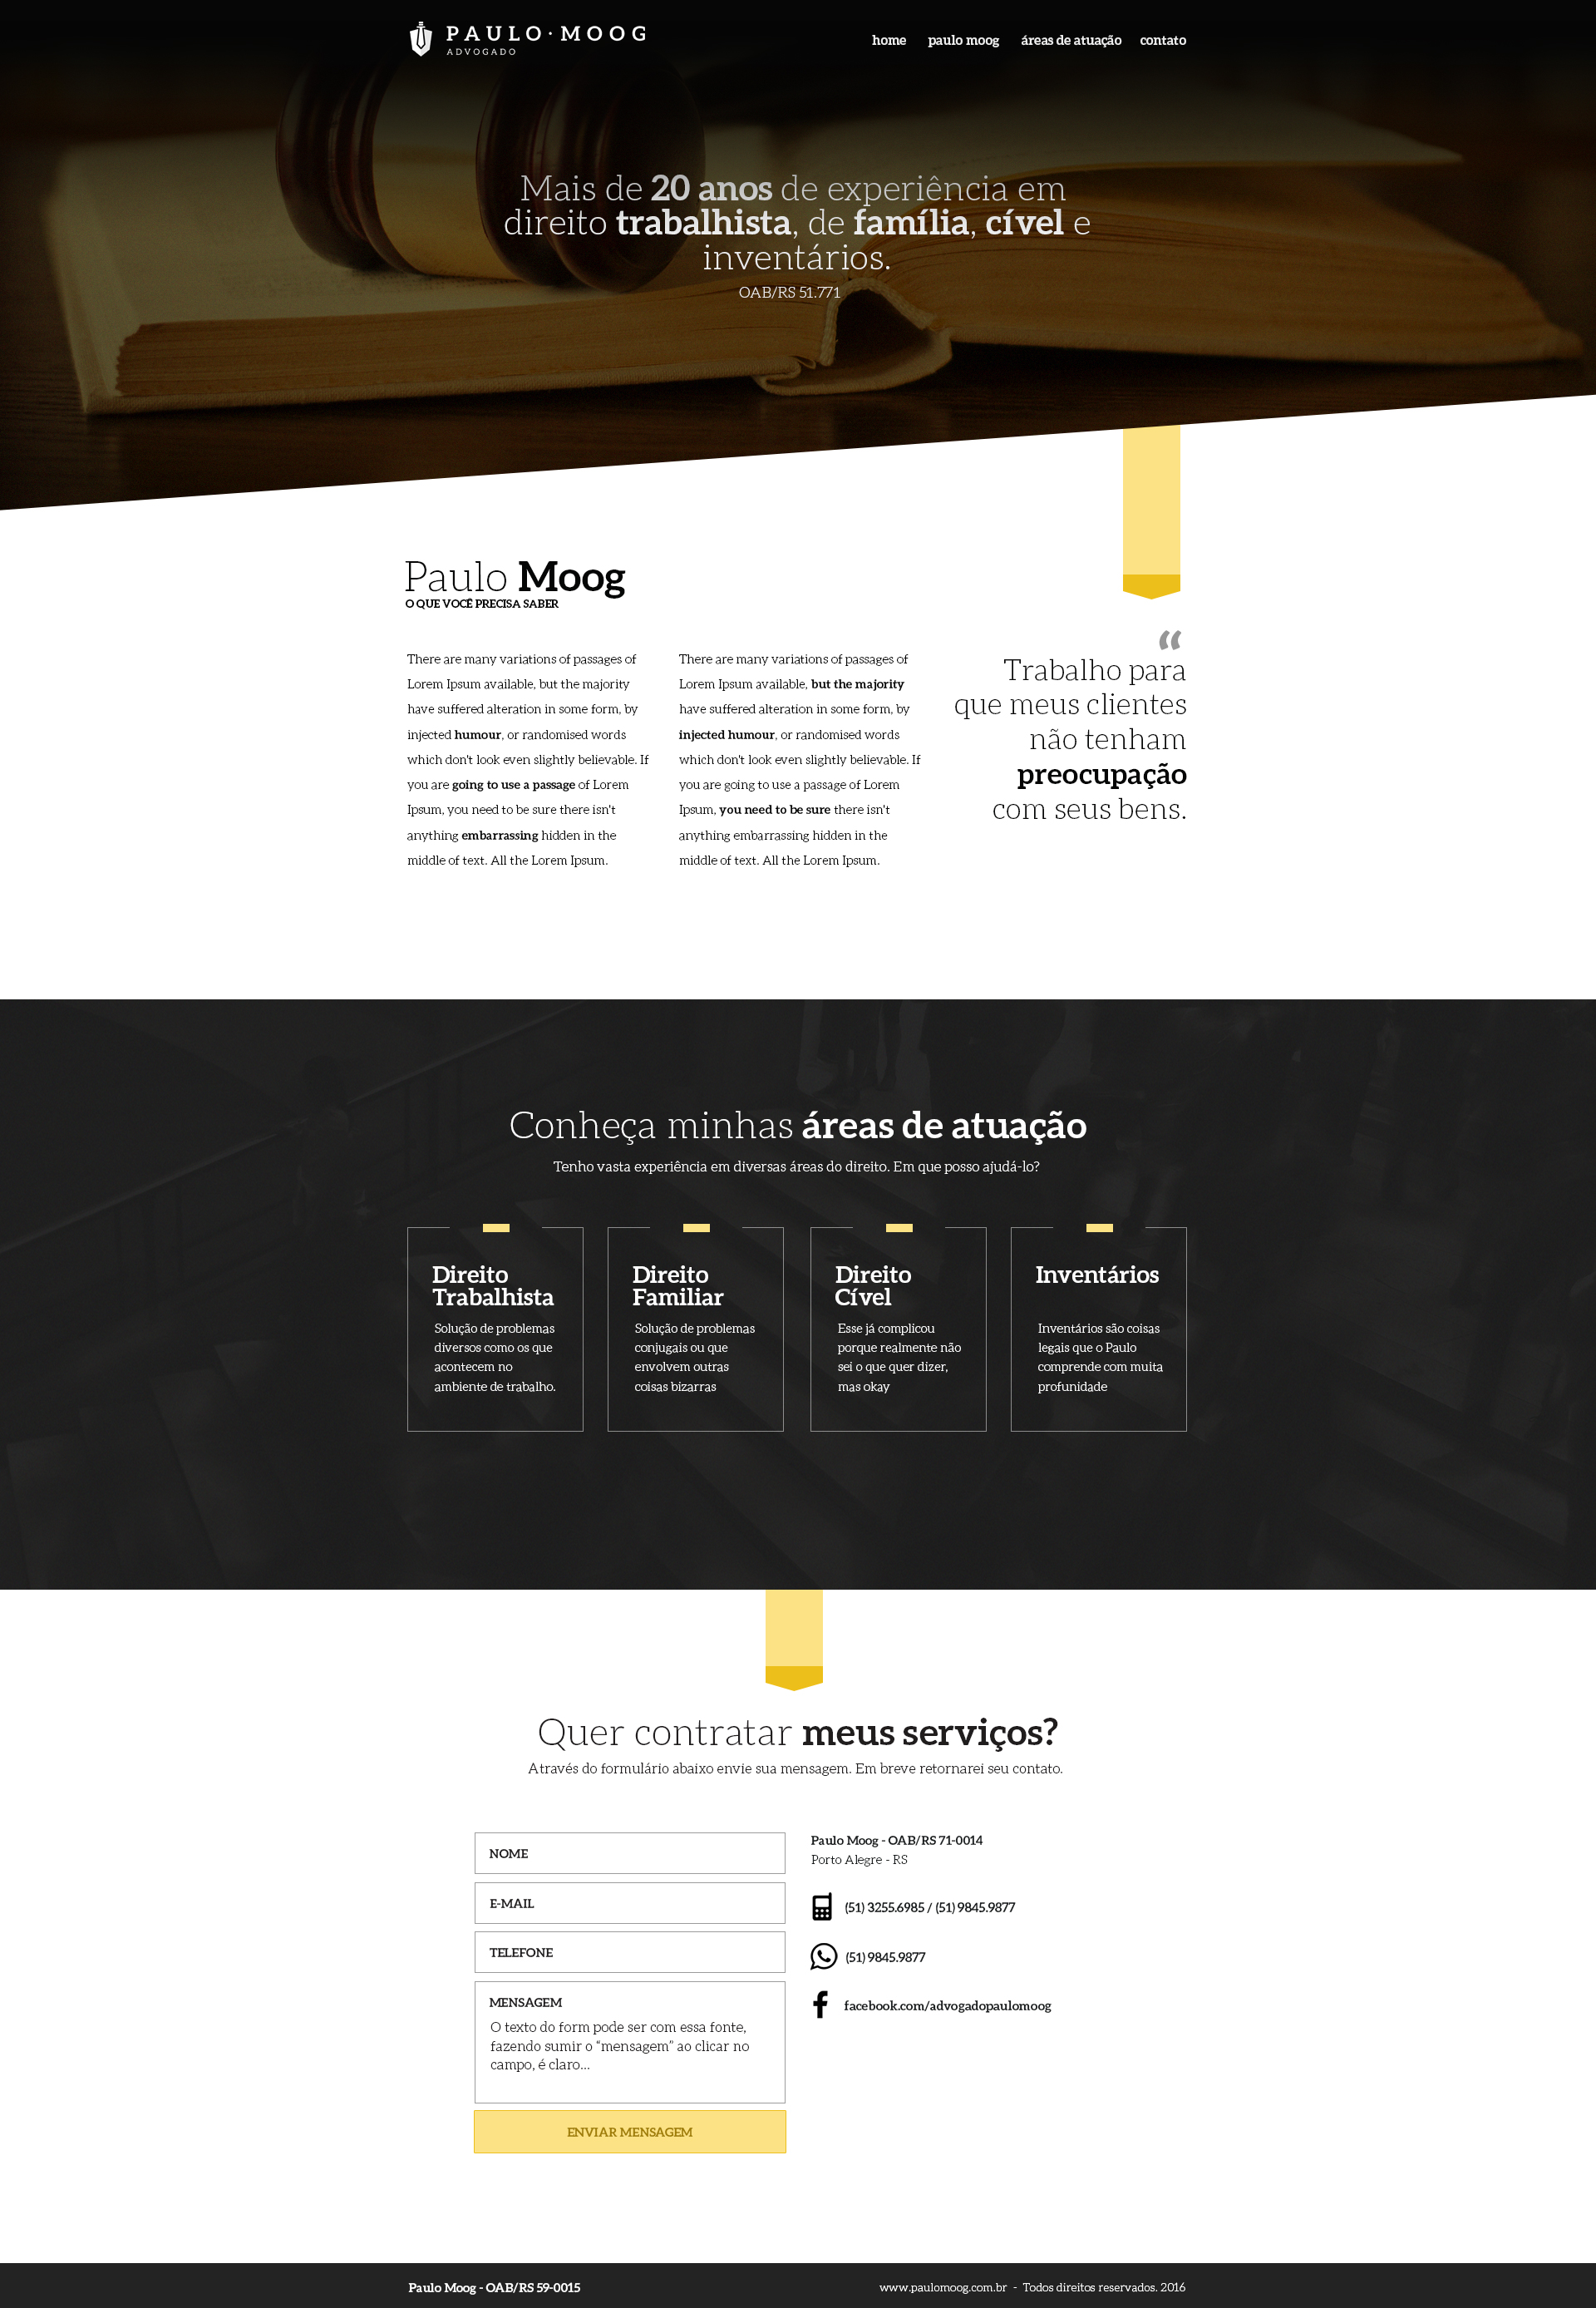 PAULO·MOOG
ADVOGADO
home paulo moog áreas de atuação contato
Mais de 20 anos de experiência em
direito trabalhista, de família, cível e
inventários.
OAB/RS 51.771
Paulo Moog
O QUE VOCÊ PRECISA SABER
There are many variations of passages of
Lorem Ipsum available, but the majority
have suffered alteration in some form, by
injected humour, or randomised words
which don't look even slightly believable. If
you are going to use a passage of Lorem
Ipsum, you need to be sure there isn't
anything embarrassing hidden in the
middle of text. All the Lorem Ipsum.
There are many variations of passages of
Lorem Ipsum available, but the majority
have suffered alteration in some form, by
injected humour, or randomised words
which don't look even slightly believable. If
you are going to use a passage of Lorem
Ipsum, you need to be sure there isn't
anything embarrassing hidden in the
middle of text. All the Lorem Ipsum.
“
Trabalho para
que meus clientes
não tenham
preocupação
com seus bens.
Conheça minhas áreas de atuação
Tenho vasta experiência em diversas áreas do direito. Em que posso ajudá-lo?
Direito
Trabalhista
Solução de problemas
diversos como os que
acontecem no
ambiente de trabalho.
Direito
Familiar
Solução de problemas
conjugais ou que
envolvem outras
coisas bizarras
Direito
Cível
Esse já complicou
porque realmente não
sei o que quer dizer,
mas okay
Inventários
Inventários são coisas
legais que o Paulo
comprende com muita
profunidade
Quer contratar meus serviços?
Através do formulário abaixo envie sua mensagem. Em breve retornarei seu contato.
NOME
E-MAIL
TELEFONE
MENSAGEM
O texto do form pode ser com essa fonte,
fazendo sumir o “mensagem” ao clicar no
campo, é claro...
ENVIAR MENSAGEM
Paulo Moog - OAB/RS 71-0014
Porto Alegre - RS
(51) 3255.6985 / (51) 9845.9877
(51) 9845.9877
facebook.com/advogadopaulomoog
Paulo Moog - OAB/RS 59-0015
www.paulomoog.com.br - Todos direitos reservados. 2016